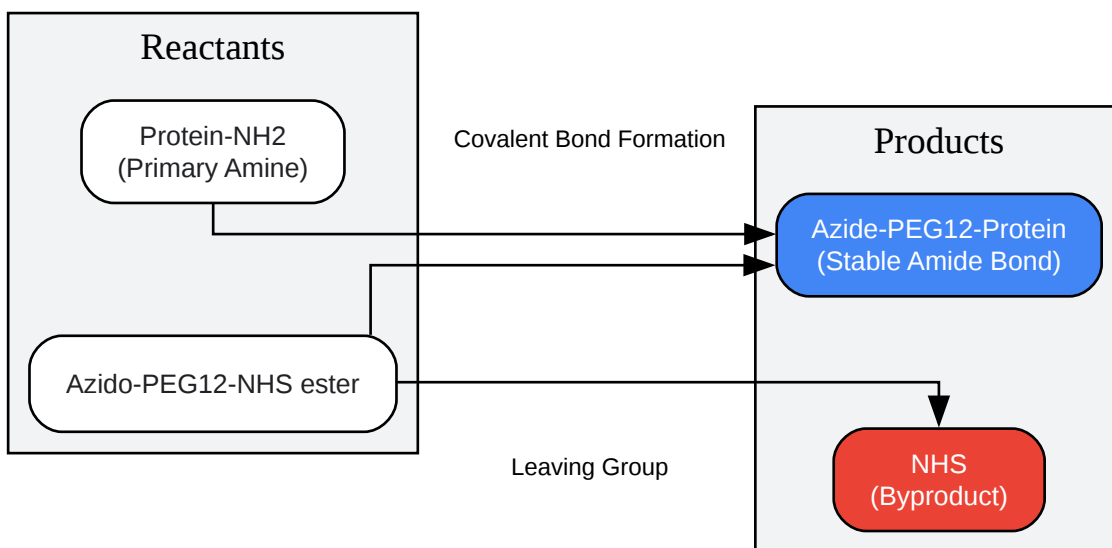 Reactants
Protein-NH2
(Primary Amine)
Azido-PEG12-NHS ester
Covalent Bond Formation
Leaving Group
Products
Azide-PEG12-Protein
(Stable Amide Bond)
NHS
(Byproduct)